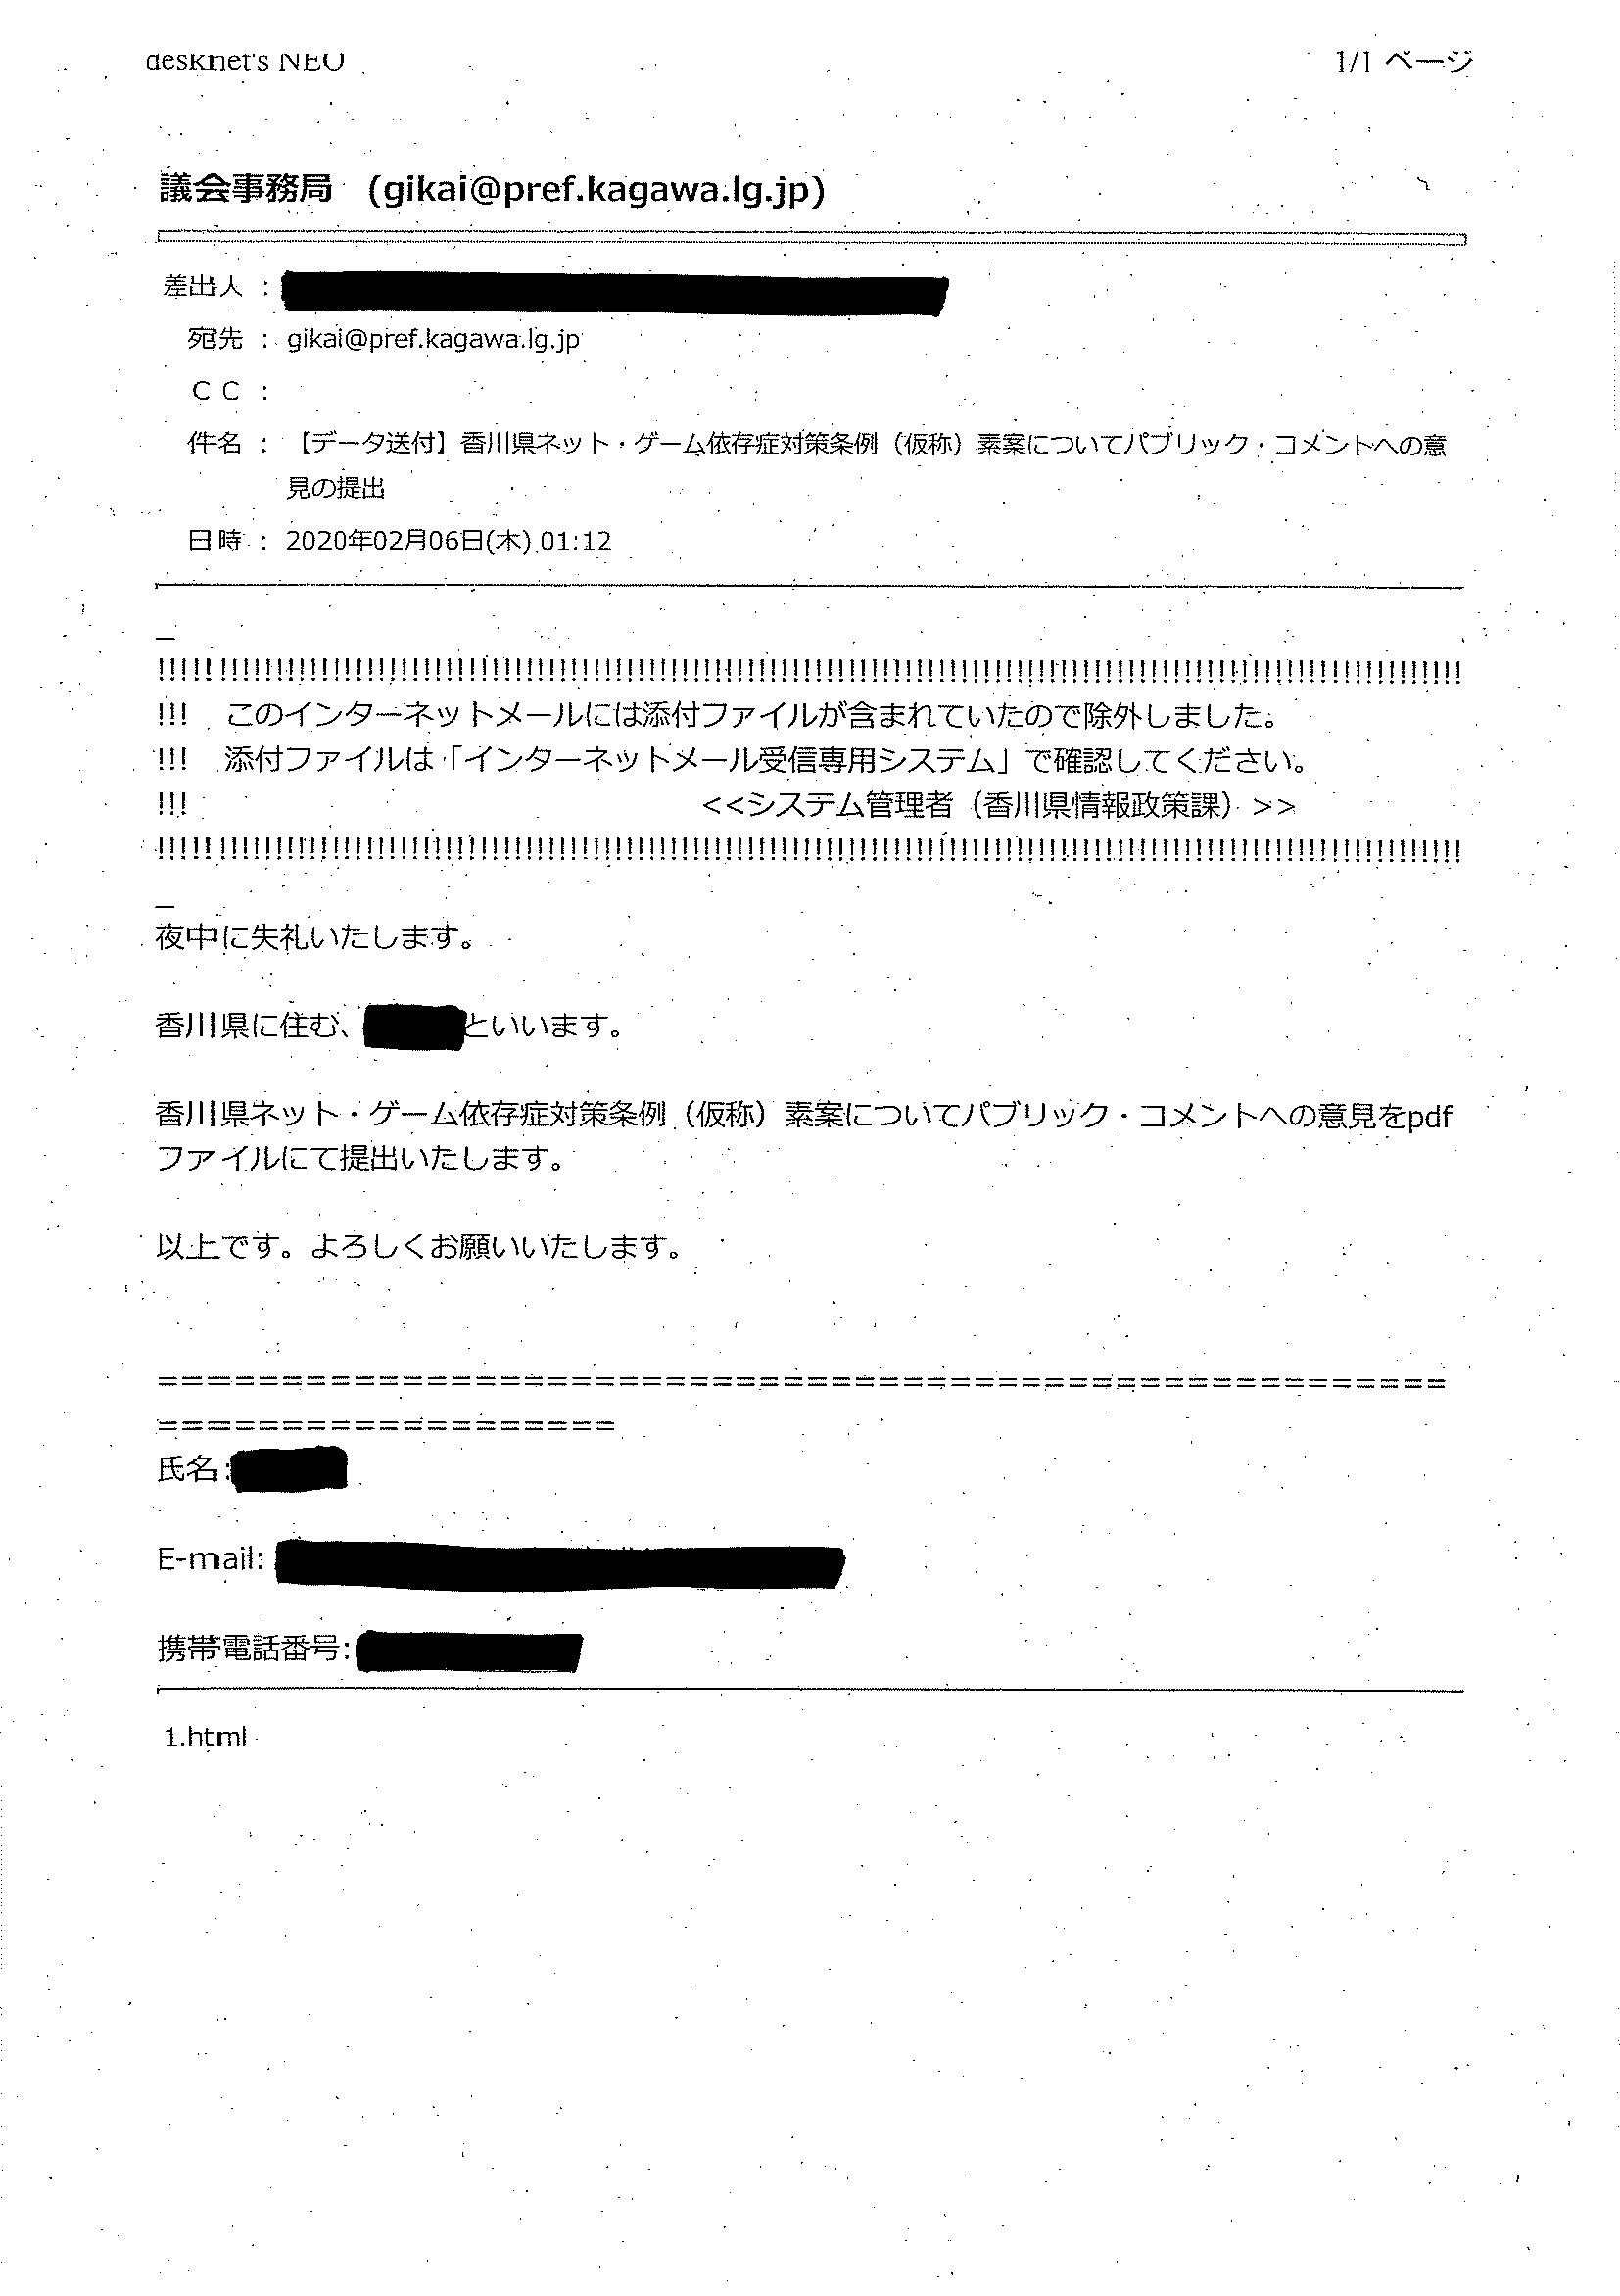 desknet's NEO
1/1 ページ
議会事務局 (gikai@pref.kagawa.lg.jp)
差出人 :
宛先 : gikai@pref.kagawa.lg.jp
CC :
件名 : 【データ送付】香川県ネット・ゲーム依存症対策条例（仮称）素案についてパブリック・コメントへの意
見の提出
日時 : 2020年02月06日(木) 01:12
!!!!!!!!!!!!!!!!!!!!!!!!!!!!!!!!!!!!!!!!!!!!!!!!!!!!!!!!!!!!!!!!!!!!!!!!!!!!!!!!!!!!!!!!!!!!!!!!!!!!!!!!!!!!!!
!!! このインターネットメールには添付ファイルが含まれていたので除外しました。
!!! 添付ファイルは「インターネットメール受信専用システム」で確認してください。
!!! <<システム管理者（香川県情報政策課）>>
!!!!!!!!!!!!!!!!!!!!!!!!!!!!!!!!!!!!!!!!!!!!!!!!!!!!!!!!!!!!!!!!!!!!!!!!!!!!!!!!!!!!!!!!!!!!!!!!!!!!!!!!!!!!!!
夜中に失礼いたします。
香川県に住む、といいます。
香川県ネット・ゲーム依存症対策条例（仮称）素案についてパブリック・コメントへの意見をpdf
ファイルにて提出いたします。
以上です。よろしくお願いいたします。
======================================================
===================
氏名:
E-mail:
携帯電話番号:
1.html